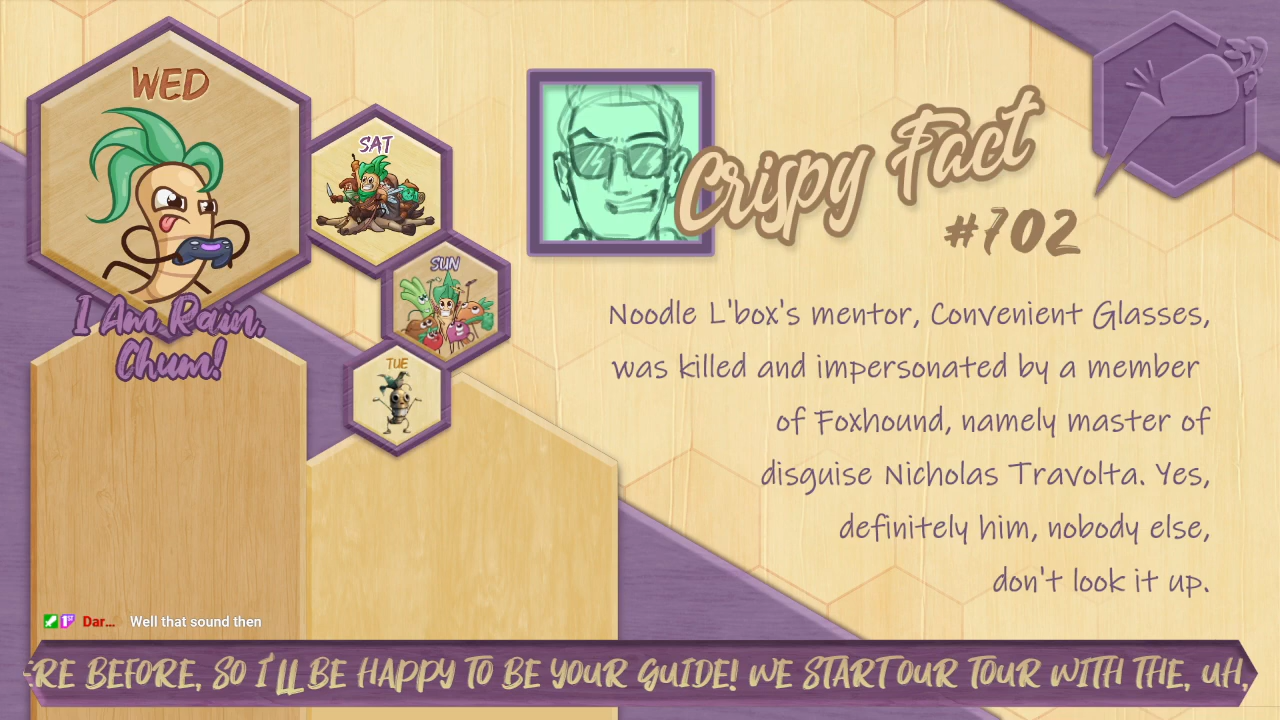 WED
SAT
SUN
TUE
I Am Rain,
Chum!
Crispy Fact
#702
Noodle L'box's mentor, Convenient Glasses,
was killed and impersonated by a member
of Foxhound, namely master of
disguise Nicholas Travolta. Yes,
definitely him, nobody else,
don't look it up.
Dar... Well that sound then
RE BEFORE, SO I'LL BE HAPPY TO BE YOUR GUIDE! WE START OUR TOUR WITH THE, UH,